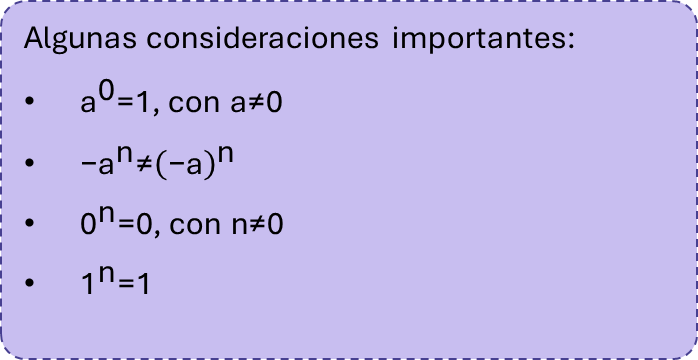 Algunas consideraciones importantes:
• a⁰=1, con a≠0
• −aⁿ≠(−a)ⁿ
• 0ⁿ=0, con n≠0
• 1ⁿ=1